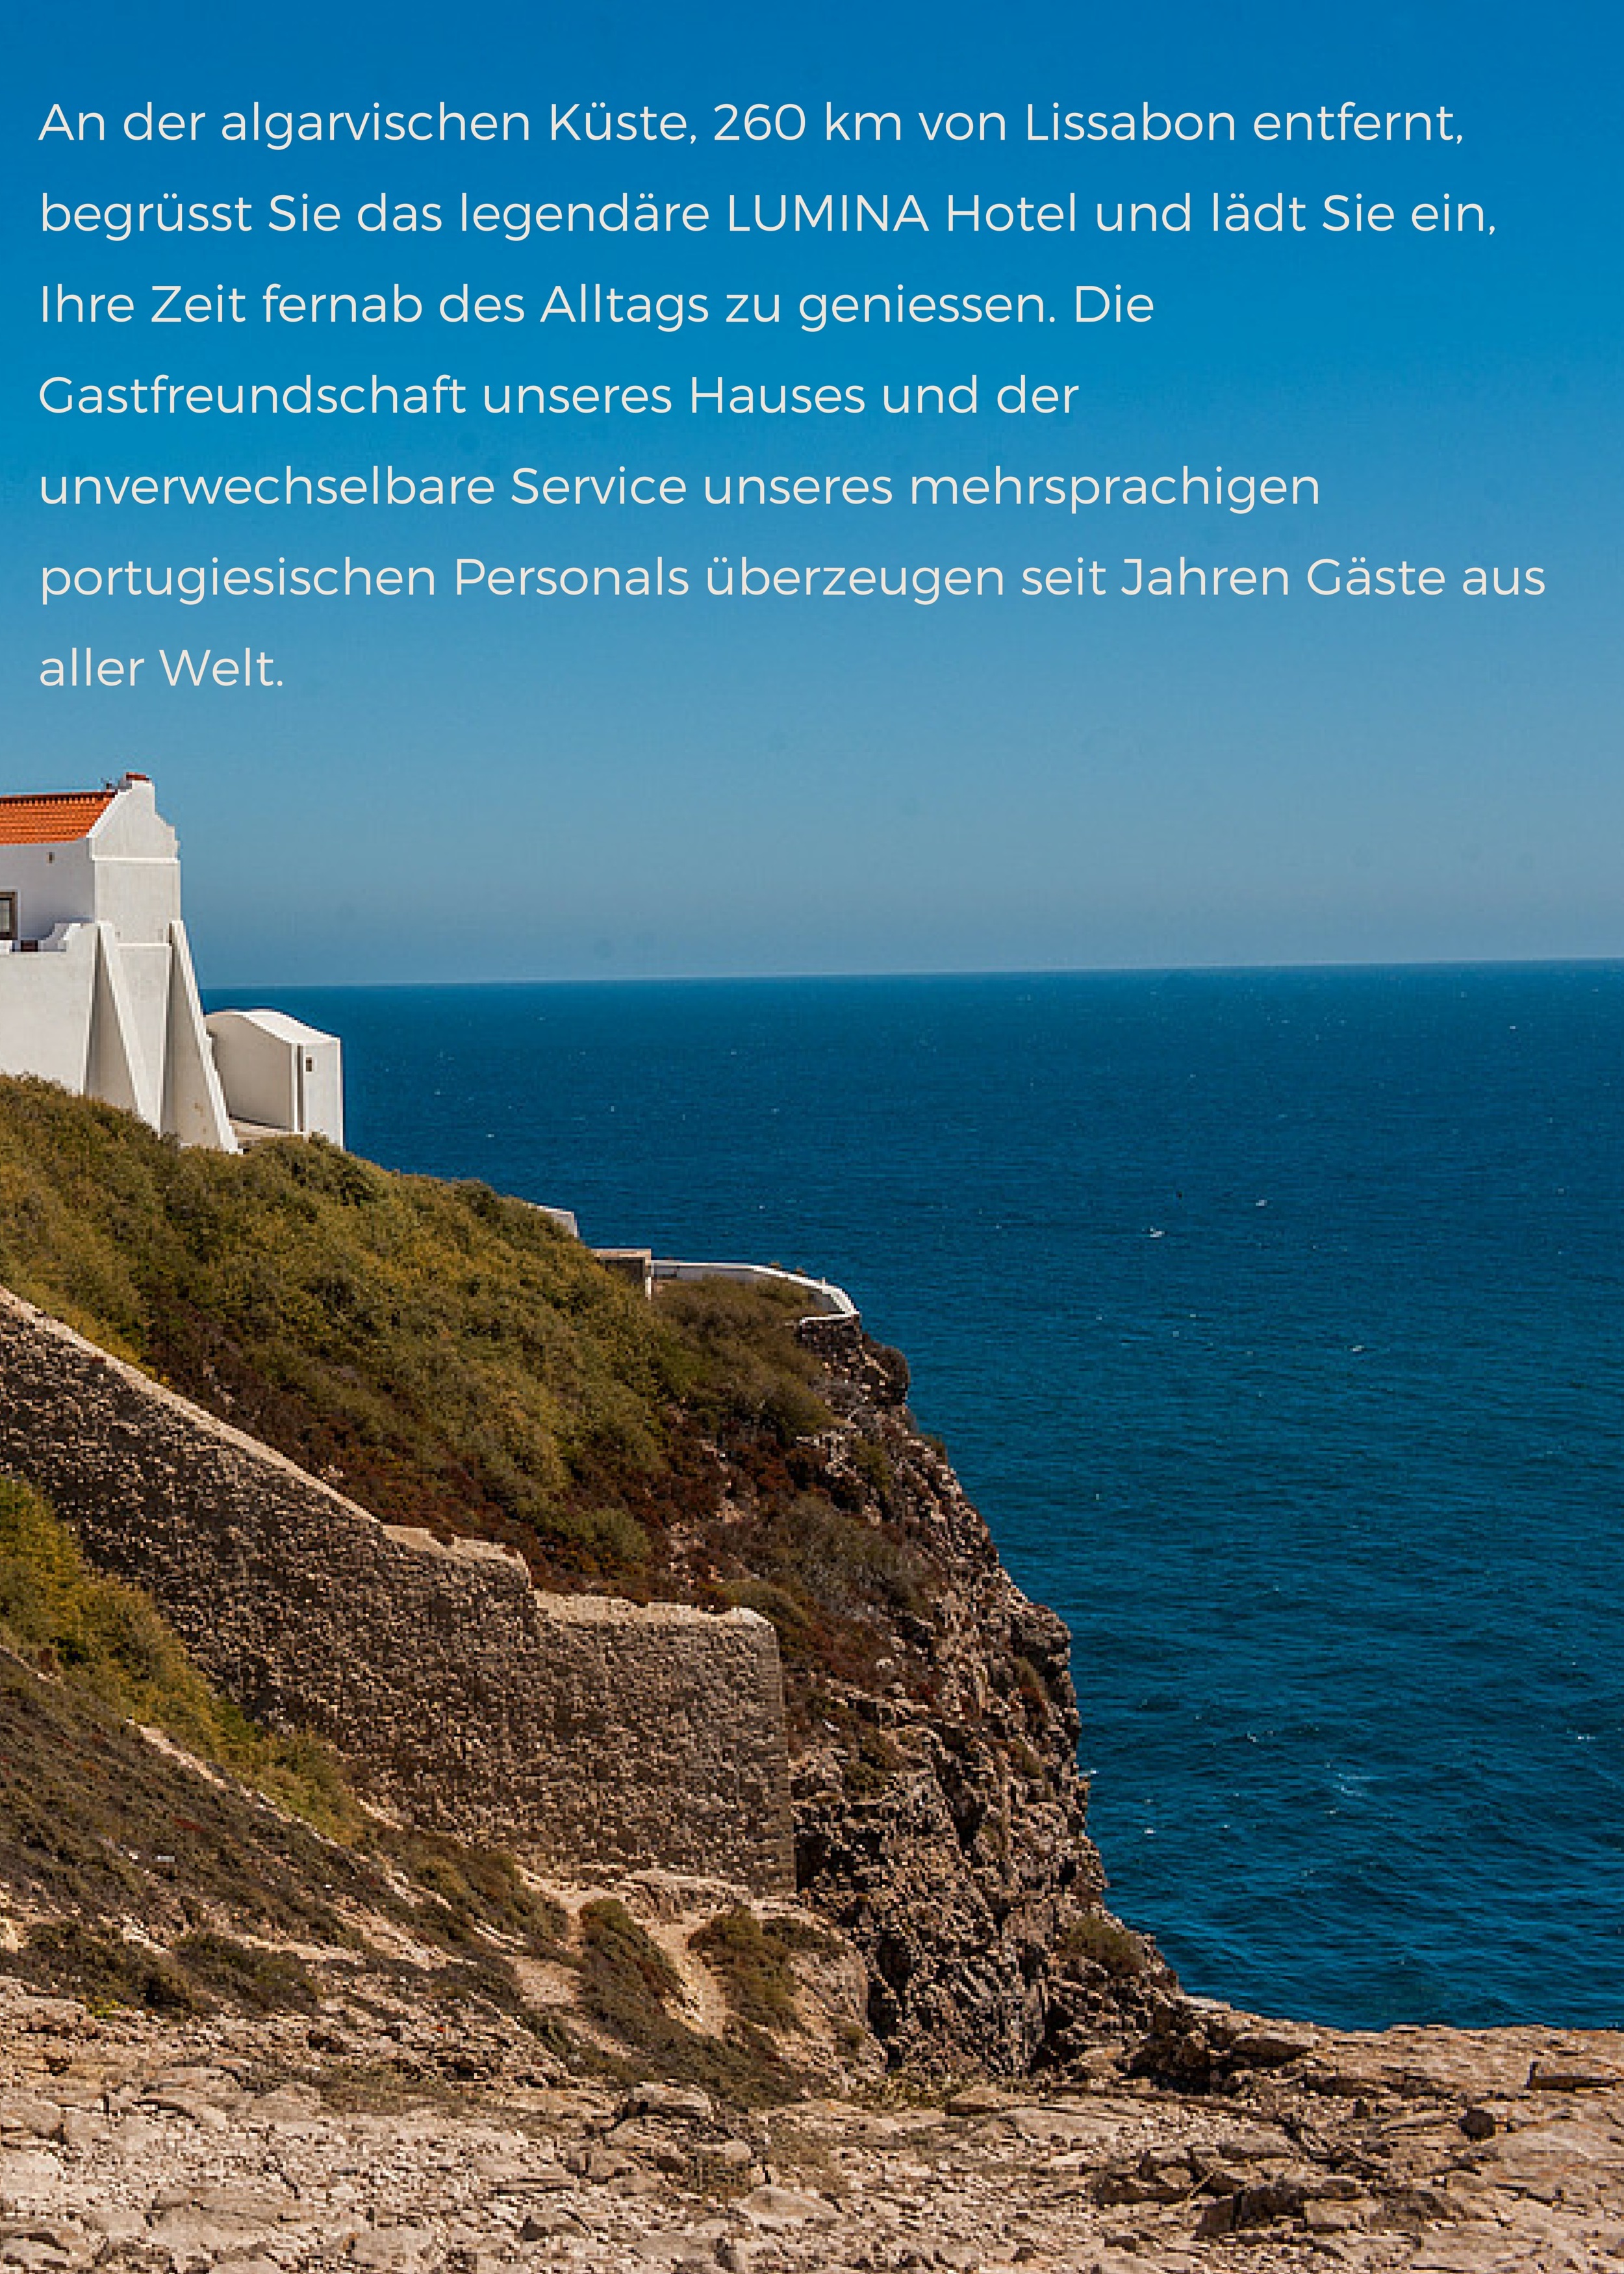 An der algarvischen Küste, 260 km von Lissabon entfernt,
begrüsst Sie das legendäre LUMINA Hotel und lädt Sie ein,
Ihre Zeit fernab des Alltags zu geniessen. Die
Gastfreundschaft unseres Hauses und der
unverwechselbare Service unseres mehrsprachigen
portugiesischen Personals überzeugen seit Jahren Gäste aus
aller Welt.